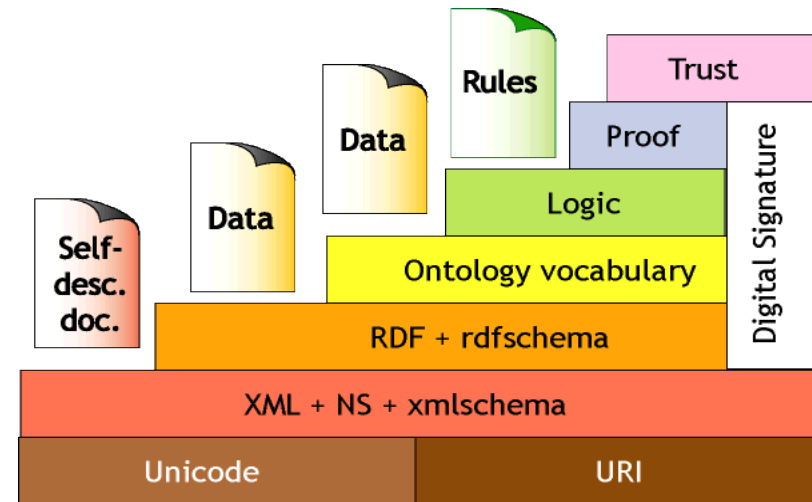 Rules
Trust
Data
Proof
Data
Logic
Self-
desc.
doc.
Ontology vocabulary
Digital Signature
RDF + rdfschema
XML + NS + xmlschema
Unicode
URI